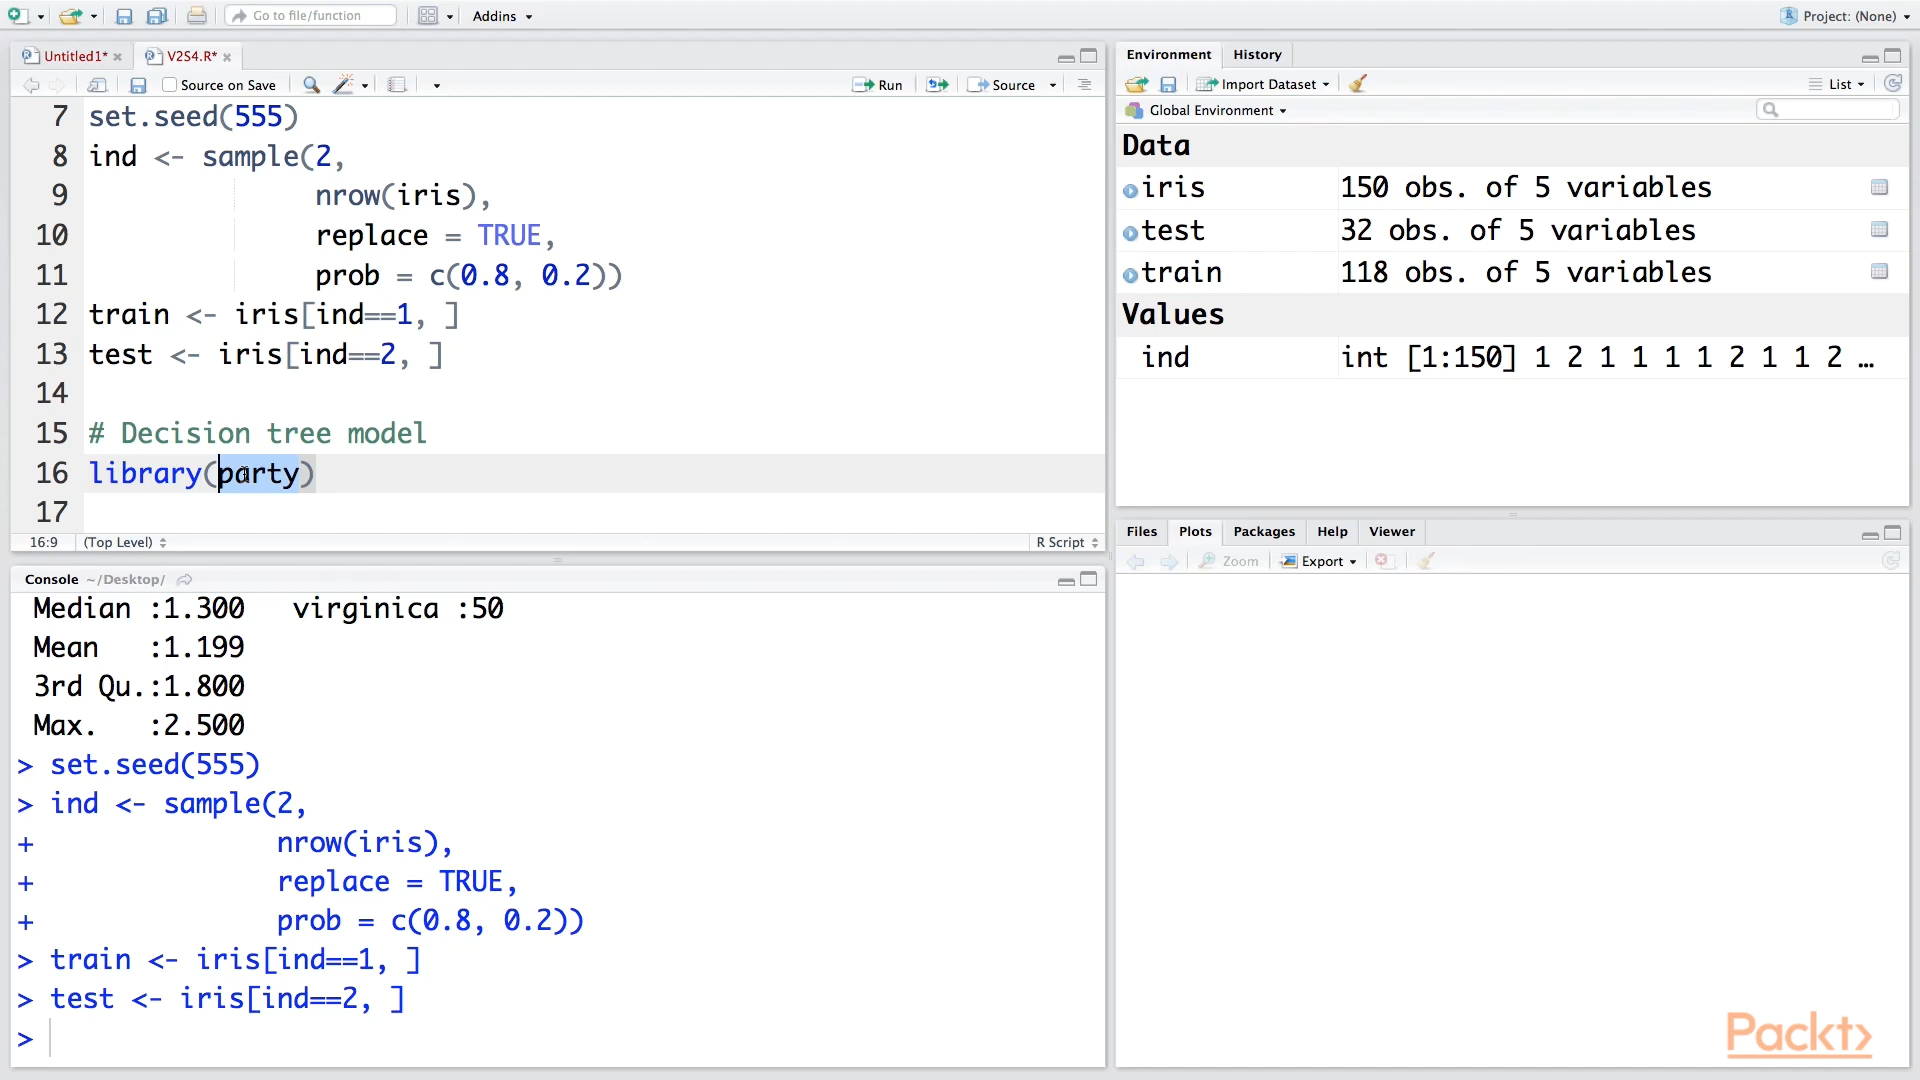 Go to file/function
Addins
Project: (None)
Untitled1*
V2S4.R*
Source on Save
Run
Source
7 set.seed(555)
8 ind <- sample(2,
9 nrow(iris),
10 replace = TRUE,
11 prob = c(0.8, 0.2))
12 train <- iris[ind==1, ]
13 test <- iris[ind==2, ]
14
15 # Decision tree model
16 library(party)
17
16:9
(Top Level)
R Script
Console ~/Desktop/
Median :1.300 virginica :50
Mean :1.199
3rd Qu.:1.800
Max. :2.500
> set.seed(555)
> ind <- sample(2,
+ nrow(iris),
+ replace = TRUE,
+ prob = c(0.8, 0.2))
> train <- iris[ind==1, ]
> test <- iris[ind==2, ]
>
Environment
History
Import Dataset
List
Global Environment
Data
iris 150 obs. of 5 variables
test 32 obs. of 5 variables
train 118 obs. of 5 variables
Values
ind int [1:150] 1 2 1 1 1 1 2 1 1 2 …
Files
Plots
Packages
Help
Viewer
Zoom
Export
Packt>